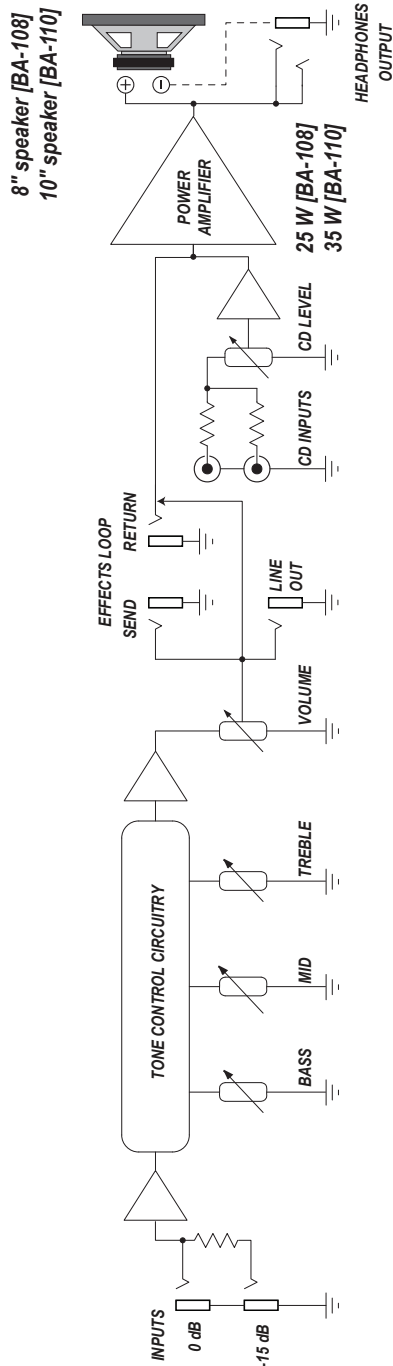 INPUTS
0 dB
-15 dB
TONE CONTROL CIRCUITRY
BASS
MID
TREBLE
VOLUME
EFFECTS LOOP
SEND
RETURN
LINE
OUT
CD INPUTS
CD LEVEL
POWER
AMPLIFIER
25 W [BA-108]
35 W [BA-110]
8" speaker [BA-108]
10" speaker [BA-110]
+
−
HEADPHONES
OUTPUT